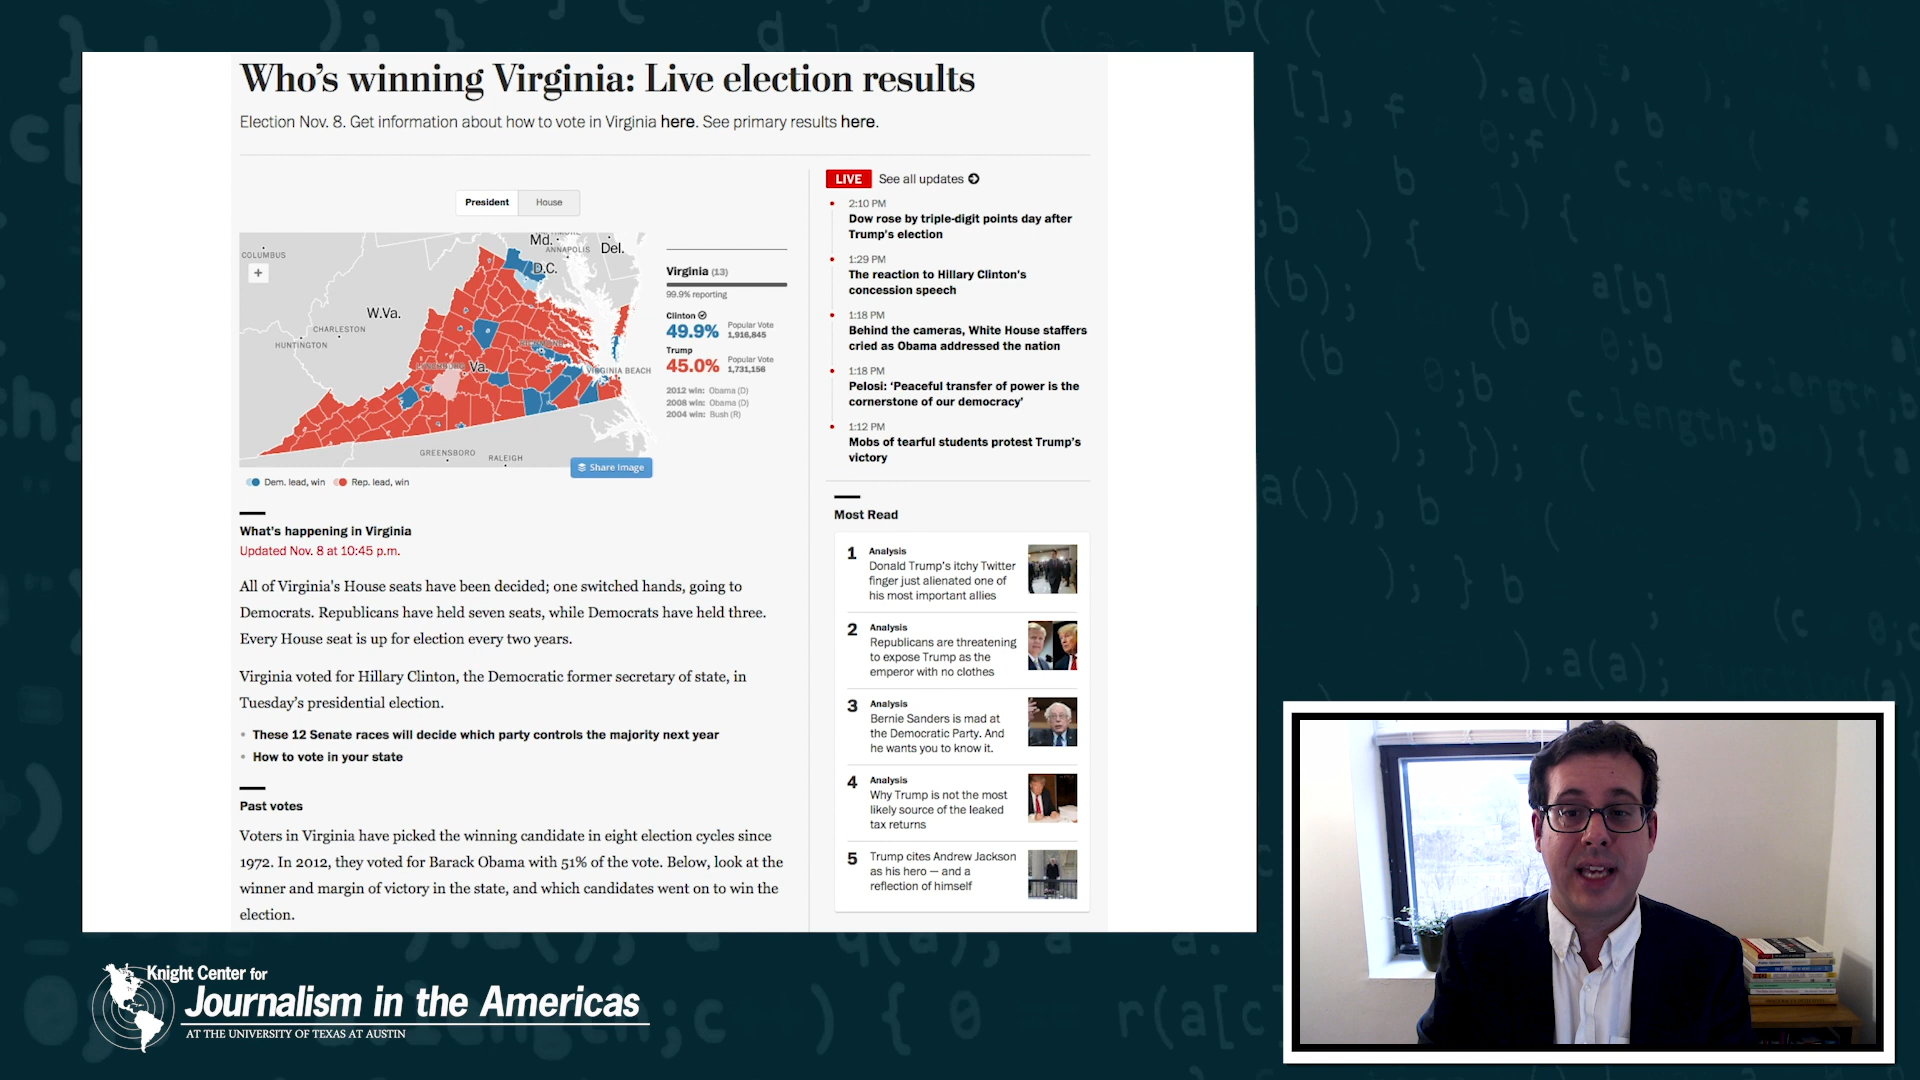 Who's winning Virginia: Live election results
Election Nov. 8. Get information about how to vote in Virginia here. See primary results here.
President
House
COLUMBUS
+
W.Va.
CHARLESTON
HUNTINGTON
Md.
ANNAPOLIS
Del.
D.C.
Va.
VIRGINIA BEACH
GREENSBORO
RALEIGH
Share Image
Dem. lead, win
Rep. lead, win
Virginia (13)
99.9% reporting
Clinton
49.9%
Popular Vote
1,916,845
Trump
45.0%
Popular Vote
1,731,156
2012 win: Obama (D)
2008 win: Obama (D)
2004 win: Bush (R)
What's happening in Virginia
Updated Nov. 8 at 10:45 p.m.
All of Virginia's House seats have been decided; one switched hands, going to
Democrats. Republicans have held seven seats, while Democrats have held three.
Every House seat is up for election every two years.
Virginia voted for Hillary Clinton, the Democratic former secretary of state, in
Tuesday's presidential election.
These 12 Senate races will decide which party controls the majority next year
How to vote in your state
Past votes
Voters in Virginia have picked the winning candidate in eight election cycles since
1972. In 2012, they voted for Barack Obama with 51% of the vote. Below, look at the
winner and margin of victory in the state, and which candidates went on to win the
election.
LIVE See all updates
2:10 PM
Dow rose by triple-digit points day after
Trump's election
1:29 PM
The reaction to Hillary Clinton's
concession speech
1:18 PM
Behind the cameras, White House staffers
cried as Obama addressed the nation
1:18 PM
Pelosi: ‘Peaceful transfer of power is the
cornerstone of our democracy’
1:12 PM
Mobs of tearful students protest Trump's
victory
Most Read
1 Analysis
Donald Trump's itchy Twitter
finger just alienated one of
his most important allies
2 Analysis
Republicans are threatening
to expose Trump as the
emperor with no clothes
3 Analysis
Bernie Sanders is mad at
the Democratic Party. And
he wants you to know it.
4 Analysis
Why Trump is not the most
likely source of the leaked
tax returns
5 Trump cites Andrew Jackson
as his hero — and a
reflection of himself
Knight Center for
Journalism in the Americas
AT THE UNIVERSITY OF TEXAS AT AUSTIN